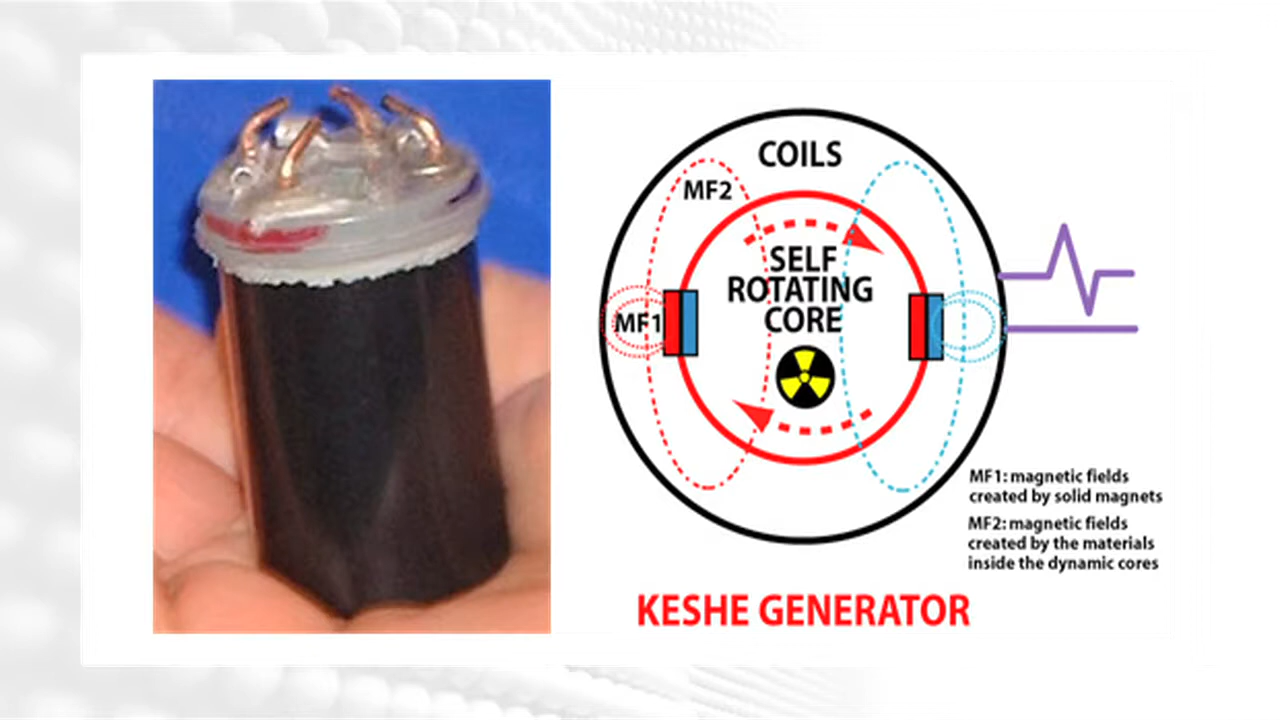 COILS
MF2
SELF
ROTATING
CORE
MF1
MF1: magnetic fields
created by solid magnets
MF2: magnetic fields
created by the materials
inside the dynamic cores
KESHE GENERATOR